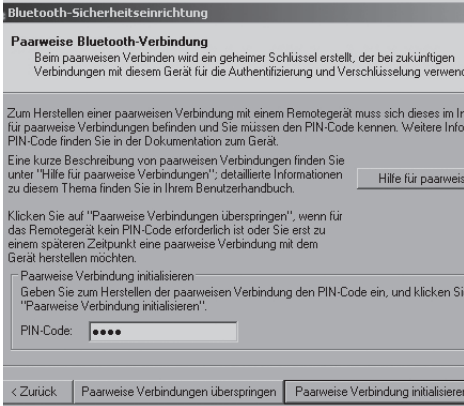 Bluetooth-Sicherheitseinrichtung
Paarweise Bluetooth-Verbindung
Beim paarweisen Verbinden wird ein geheimer Schlüssel erstellt, der bei zukünftigen
Verbindungen mit diesem Gerät für die Authentifizierung und Verschlüsselung verwend
Zum Herstellen einer paarweisen Verbindung mit einem Remotegerät muss sich dieses im
für paarweise Verbindungen befinden und Sie müssen den PIN-Code kennen. Weitere Info
PIN-Code finden Sie in der Dokumentation zum Gerät.
Eine kurze Beschreibung von paarweisen Verbindungen finden Sie
unter "Hilfe für paarweise Verbindungen"; detaillierte Informationen
zu diesem Thema finden Sie in Ihrem Benutzerhandbuch.
Hilfe für paarweis
Klicken Sie auf "Paarweise Verbindungen überspringen", wenn für
das Remotegerät kein PIN-Code erforderlich ist oder Sie erst zu
einem späteren Zeitpunkt eine paarweise Verbindung mit dem
Gerät herstellen möchten.
Paarweise Verbindung initialisieren
Geben Sie zum Herstellen der paarweisen Verbindung den PIN-Code ein, und klicken Si
"Paarweise Verbindung initialisieren".
PIN-Code: ●●●●
< Zurück Paarweise Verbindungen überspringen Paarweise Verbindung initialisieren